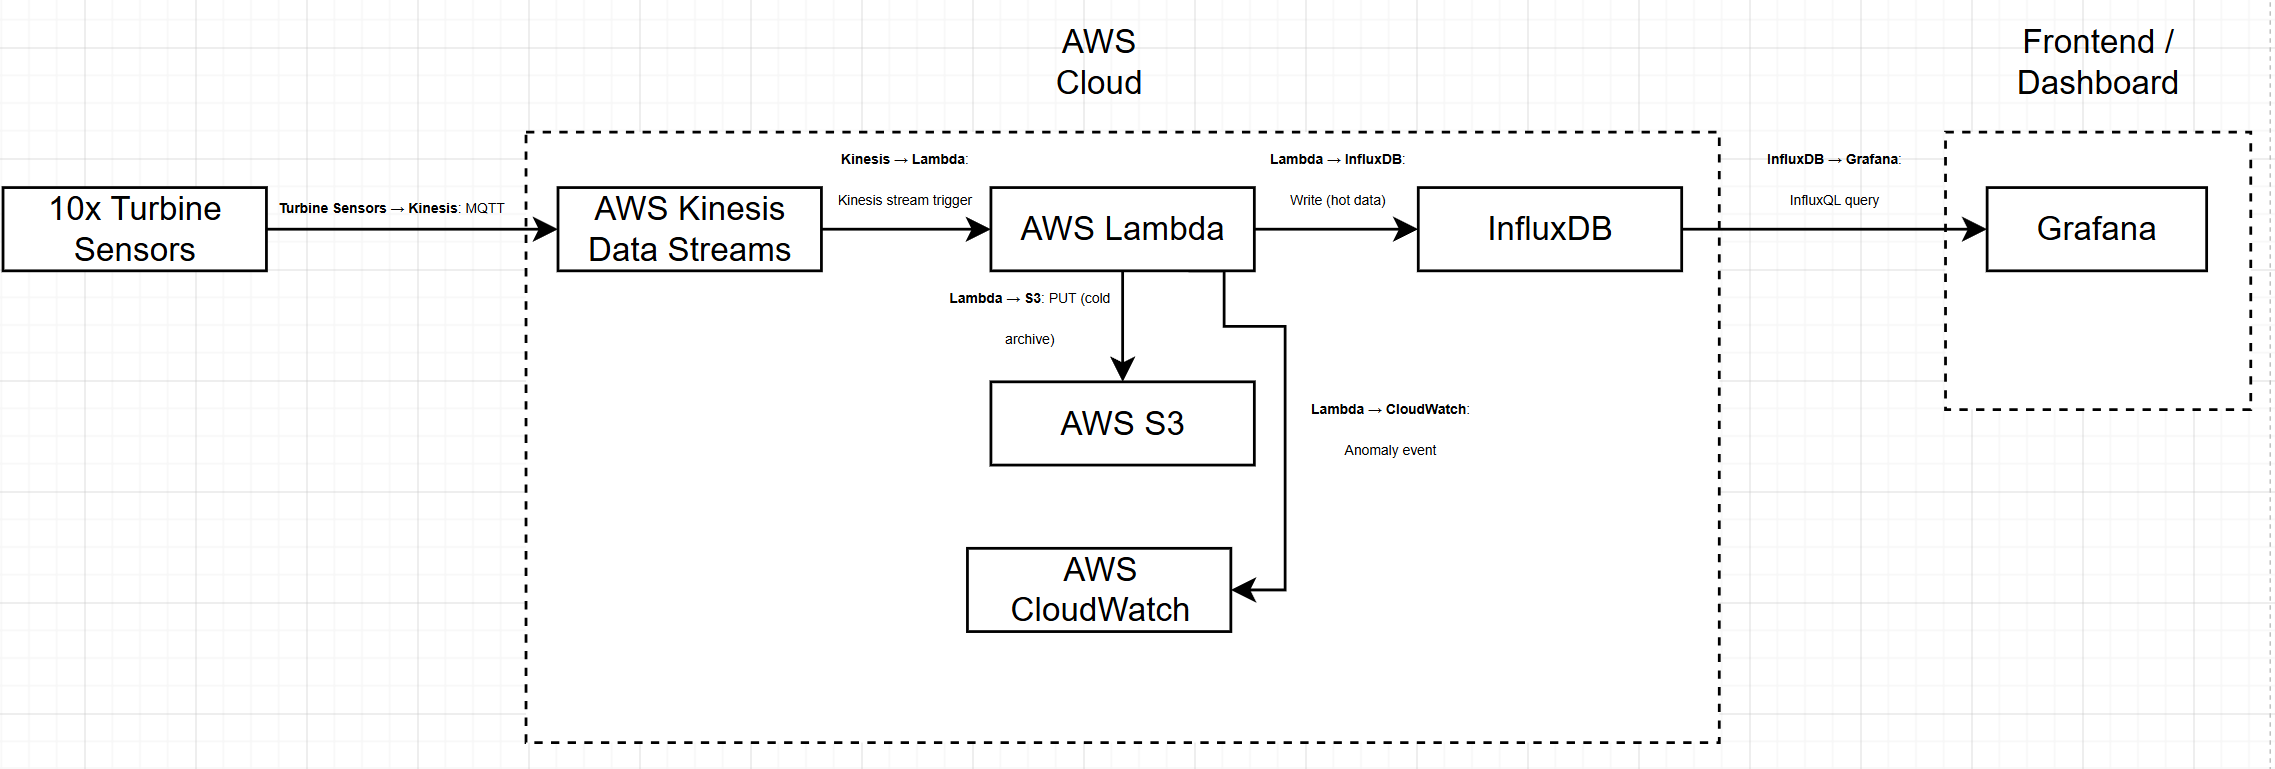 AWS
Cloud
Frontend /
Dashboard
Kinesis → Lambda:
Kinesis stream trigger
Lambda → InfluxDB:
Write (hot data)
InfluxDB → Grafana:
InfluxQL query
10x Turbine
Sensors
Turbine Sensors → Kinesis: MQTT
AWS Kinesis
Data Streams
AWS Lambda
InfluxDB
Grafana
Lambda → S3: PUT (cold
archive)
AWS S3
Lambda → CloudWatch:
Anomaly event
AWS
CloudWatch